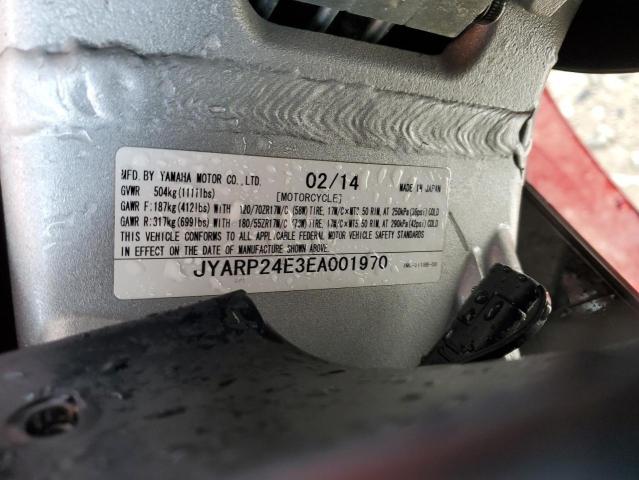 MFD. BY YAMAHA MOTOR CO., LTD. 02/14 MADE IN JAPAN
GVWR 504kg(1111lbs) [MOTORCYCLE]
GAWR F:187kg(412lbs) WITH 120/70ZR17M/C (58W) TIRE, 17M/C×MT3.50 RIM, AT 250kPa(36psi) COLD
GAWR R:317kg(699lbs) WITH 180/55ZR17M/C (73W) TIRE, 17M/C×MT5.50 RIM, AT 290kPa(42psi) COLD
THIS VEHICLE CONFORMS TO ALL APPLICABLE FEDERAL MOTOR VEHICLE SAFETY STANDARDS
IN EFFECT ON THE DATE OF MANUFACTURE SHOWN ABOVE.
JYARP24E3EA001970